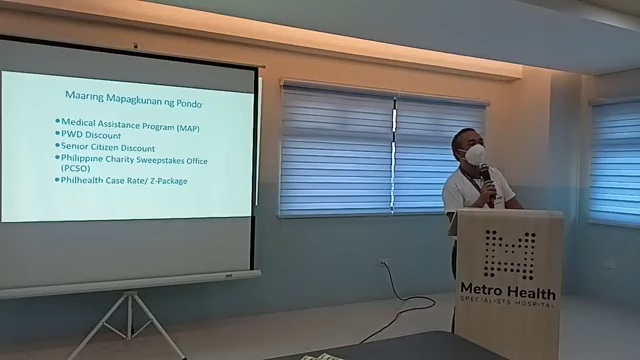 Maaring Mapagkunan ng Pondo
•Medical Assistance Program (MAP)
•PWD Discount
•Senior Citizen Discount
•Philippine Charity Sweepstakes Office
(PCSO)
•Philhealth Case Rate/ Z-Package
Metro Health
SPECIALISTS HOSPITAL